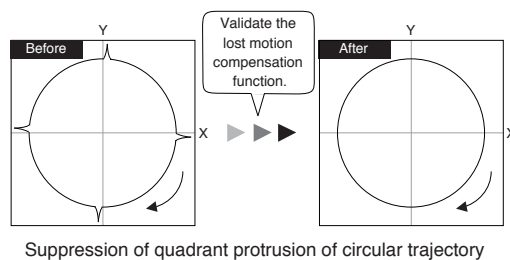 Y
Before
X
Validate the
lost motion
compensation
function.
Y
After
X
Suppression of quadrant protrusion of circular trajectory